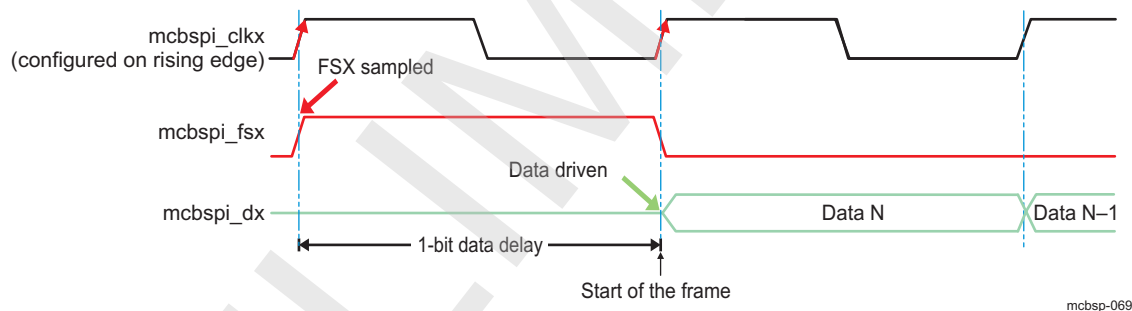 mcbspi_clkx
(configured on rising edge)
FSX sampled
mcbspi_fsx
Data driven
mcbspi_dx
Data N
Data N–1
1-bit data delay
Start of the frame
mcbsp-069